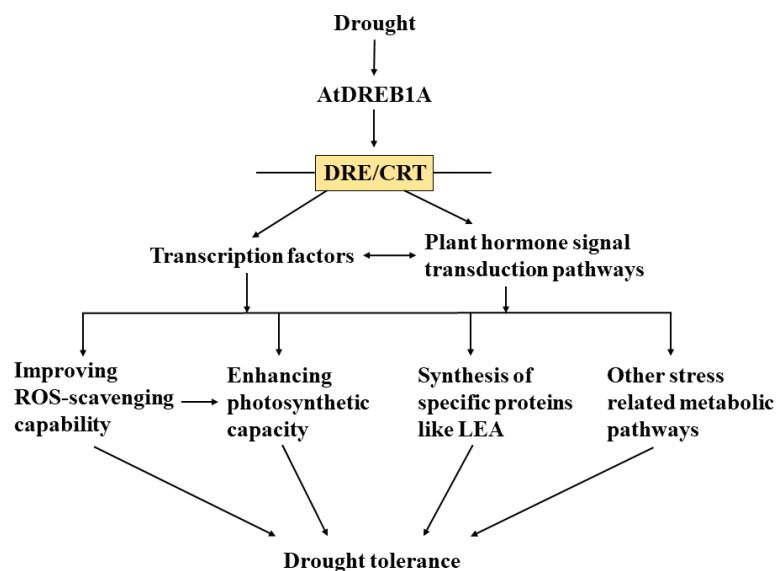 Drought
AtDREB1A
DRE/CRT
Transcription factors
Plant hormone signal
transduction pathways
Improving
ROS-scavenging
capability
Enhancing
photosynthetic
capacity
Synthesis of
specific proteins
like LEA
Other stress
related metabolic
pathways
Drought tolerance